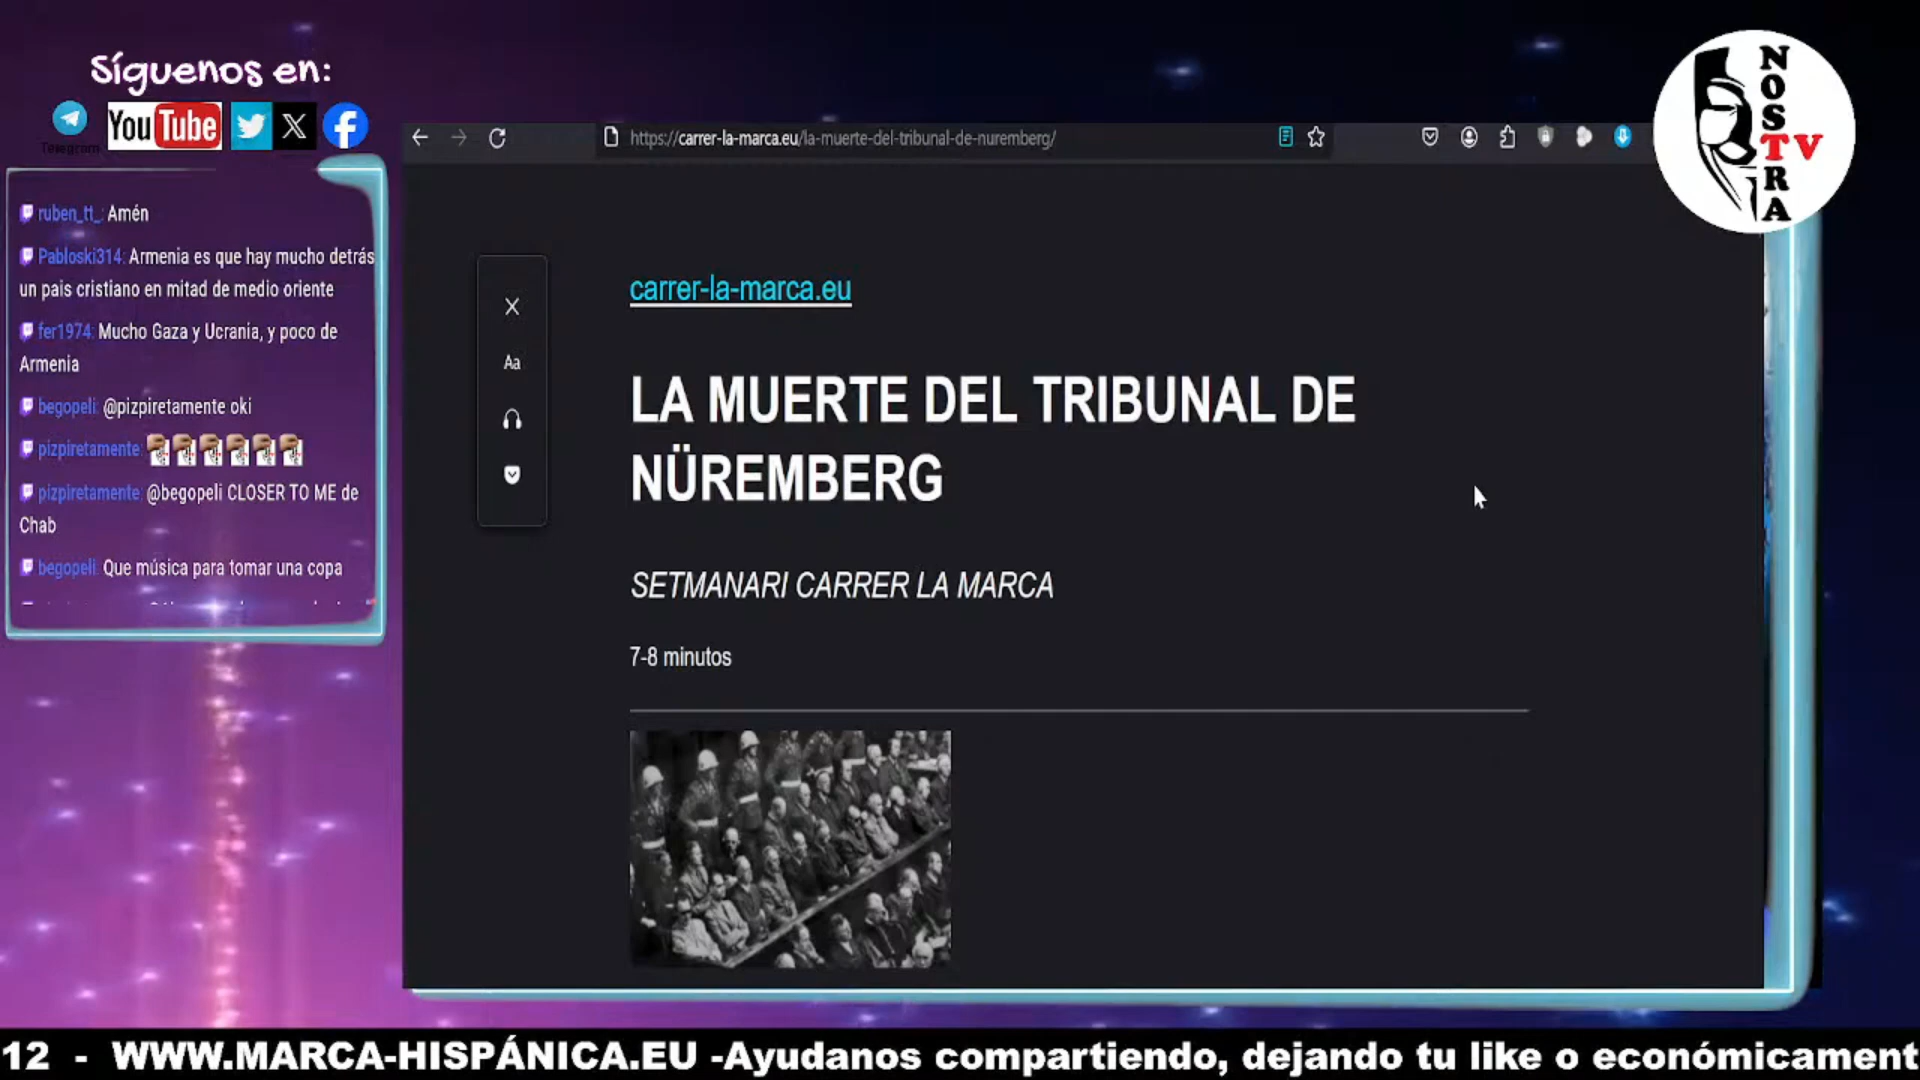 Síguenos en:
Telegram
YouTube
X
f
ruben_tt_: Amén
Pabloski314: Armenia es que hay mucho detrás
un pais cristiano en mitad de medio oriente
fer1974: Mucho Gaza y Ucrania, y poco de
Armenia
begopeli: @pizpiretamente oki
pizpiretamente:
pizpiretamente: @begopeli CLOSER TO ME de
Chab
begopeli: Que música para tomar una copa
https://carrer-la-marca.eu/la-muerte-del-tribunal-de-nuremberg/
Aa
carrer-la-marca.eu
LA MUERTE DEL TRIBUNAL DE
NÜREMBERG
SETMANARI CARRER LA MARCA
7-8 minutos
NOSTRA
TV
12 - WWW.MARCA-HISPÁNICA.EU -Ayudanos compartiendo, dejando tu like o económicament